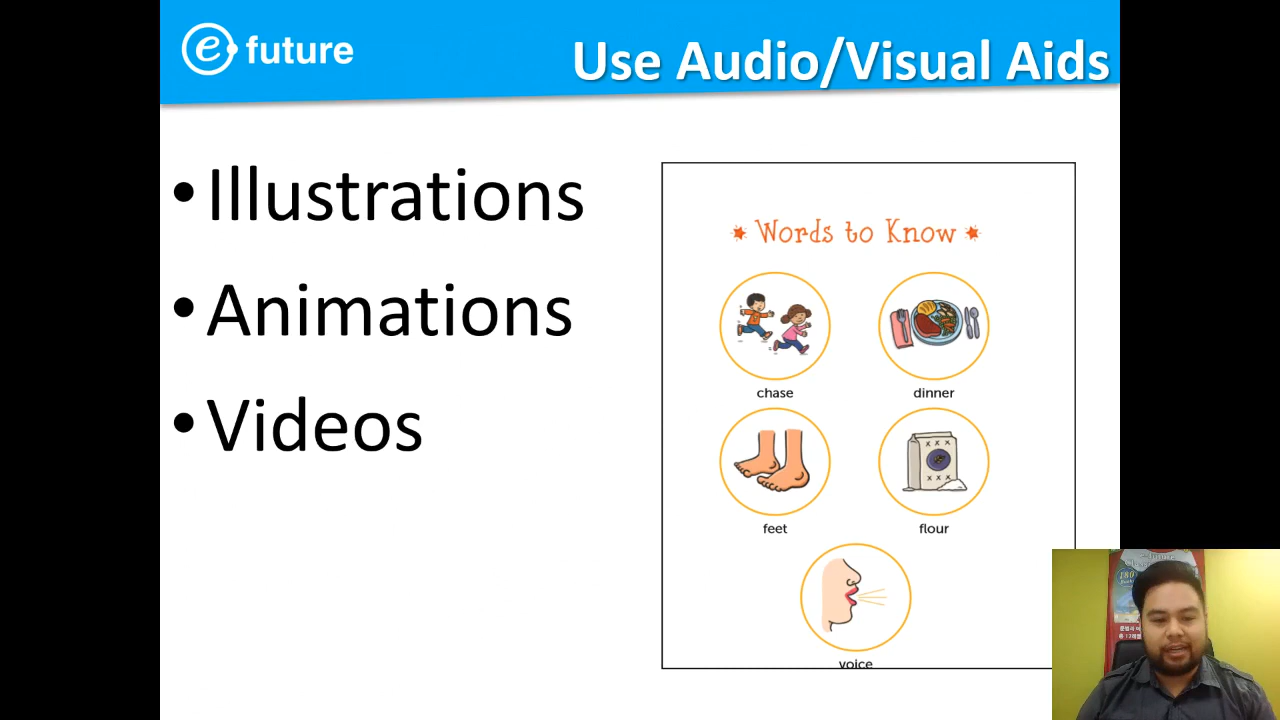 e future
Use Audio/Visual Aids
• Illustrations
• Animations
• Videos
Words to Know
chase
dinner
feet
flour
voice